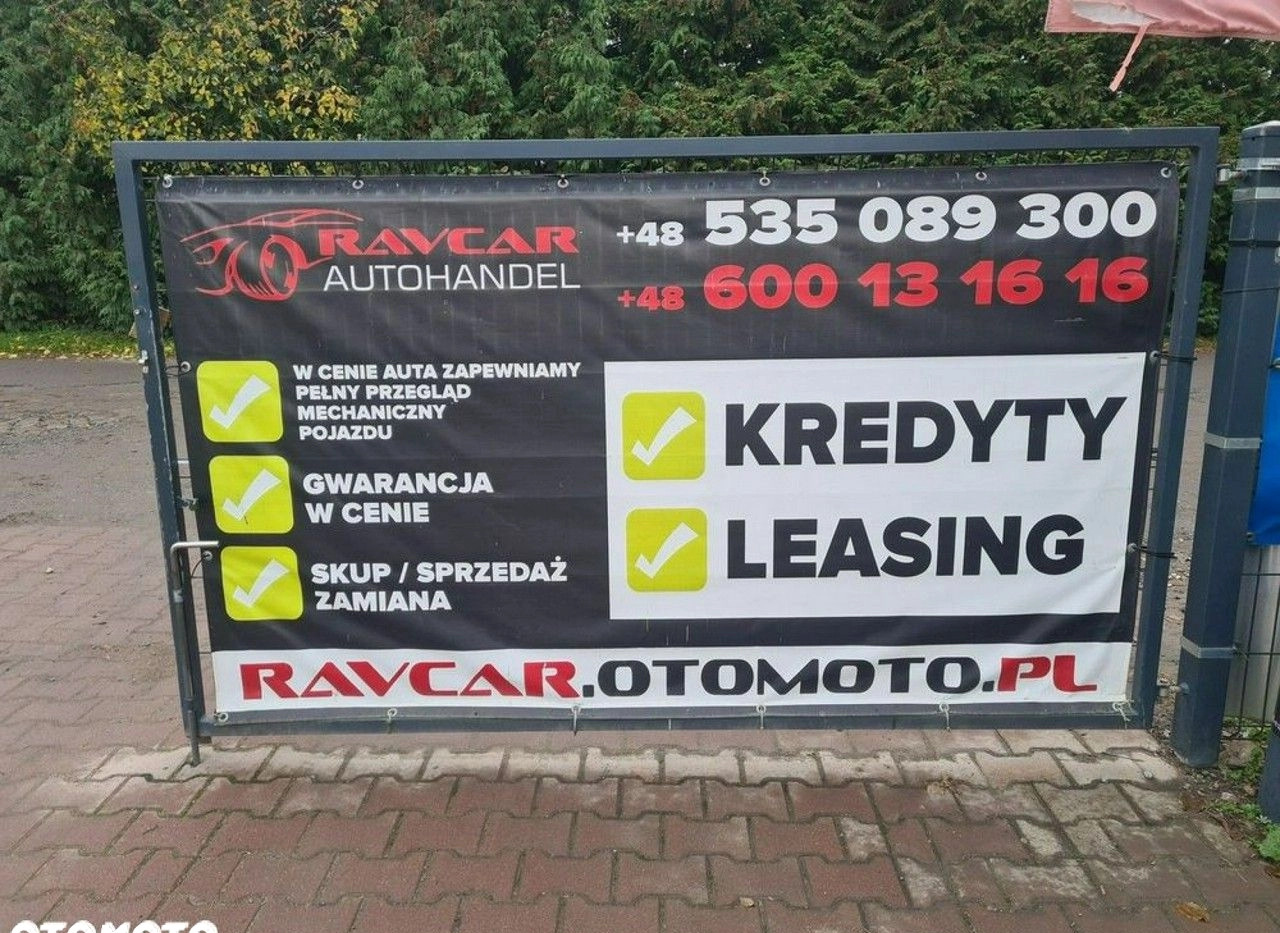 RAVCAR
AUTOHANDEL
+48 535 089 300
+48 600 13 16 16
W CENIE AUTA ZAPEWNIAMY
PEŁNY PRZEGLĄD
MECHANICZNY
POJAZDU
GWARANCJA
W CENIE
SKUP / SPRZEDAŻ
ZAMIANA
KREDYTY
LEASING
RAVCAR.OTOMOTO.PL
OTOMOTO